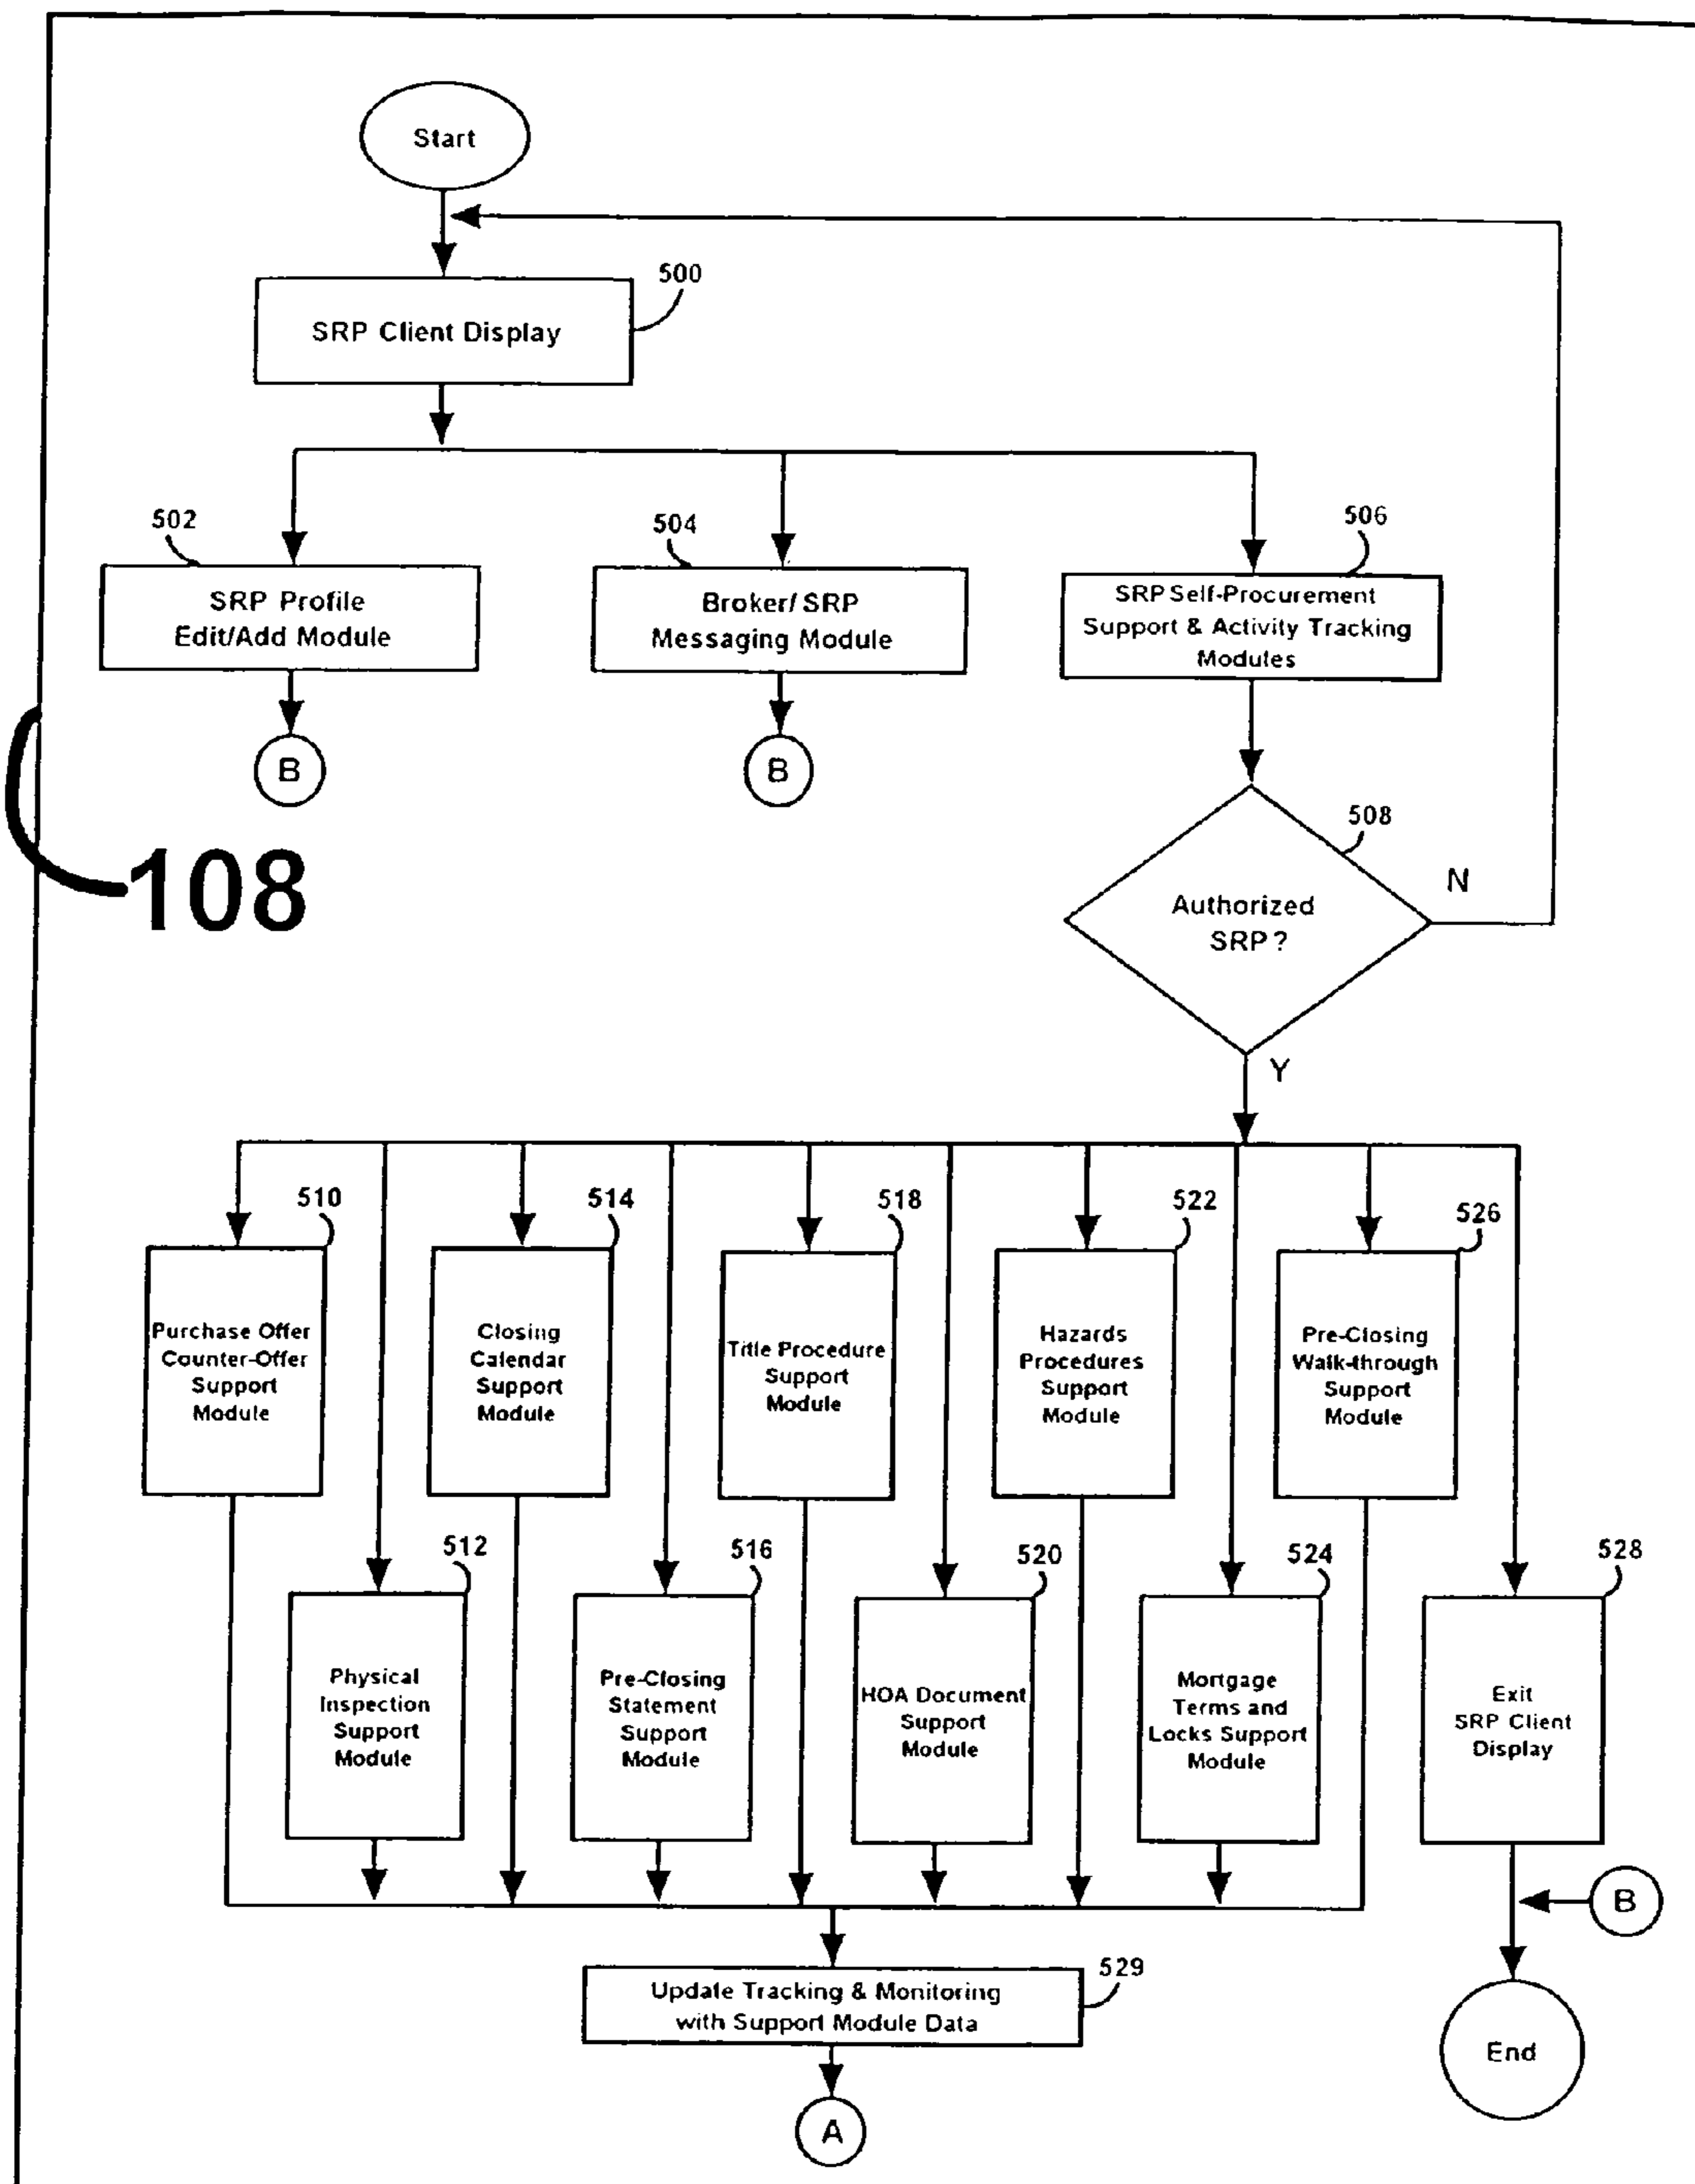 Start
500
SRP Client Display
502
504
506
SRP Profile
Edit/Add Module
Broker/ SRP
Messaging Module
SRP Self-Procurement
Support & Activity Tracking
Modules
B
B
508
108
N
Authorized
SRP ?
Y
510
514
518
522
526
Purchase Offer
Counter-Offer
Support
Module
Closing
Calendar
Support
Module
Title Procedure
Support
Module
Hazards
Procedures
Support
Module
Pre-Closing
Walk-through
Support
Module
512
516
520
524
528
Physical
Inspection
Support
Module
Pre-Closing
Statement
Support
Module
HOA Document
Support
Module
Mortgage
Terms and
Locks Support
Module
Exit
SRP Client
Display
B
529
Update Tracking & Monitoring
with Support Module Data
End
A